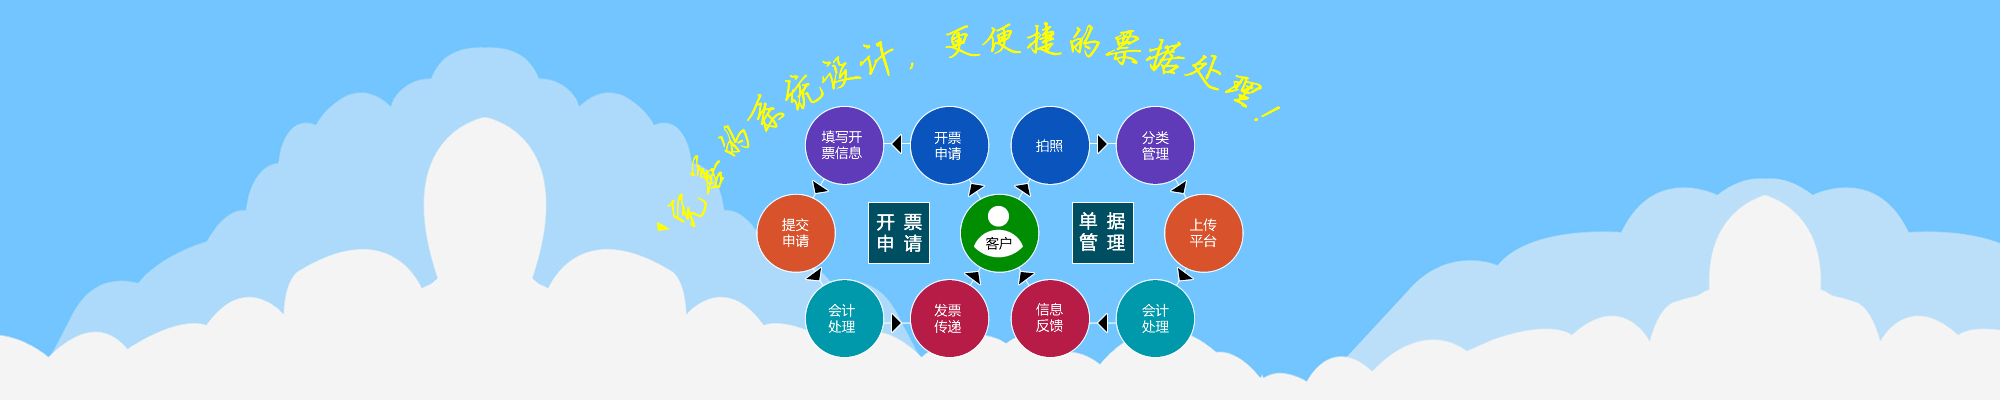 完善的系统设计，更便捷的票据处理！
填写开
票信息
开票
申请
拍照
分类
管理
提交
申请
开 票
申 请
客户
单 据
管 理
上传
平台
会计
处理
发票
传递
信息
反馈
会计
处理